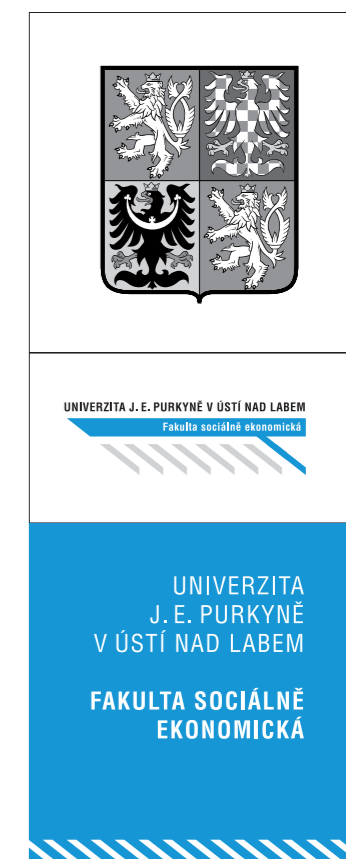 UNIVERZITA J. E. PURKYNĚ V ÚSTÍ NAD LABEM
Fakulta sociálně ekonomická
UNIVERZITA
J. E. PURKYNĚ
V ÚSTÍ NAD LABEM
FAKULTA SOCIÁLNĚ
EKONOMICKÁ